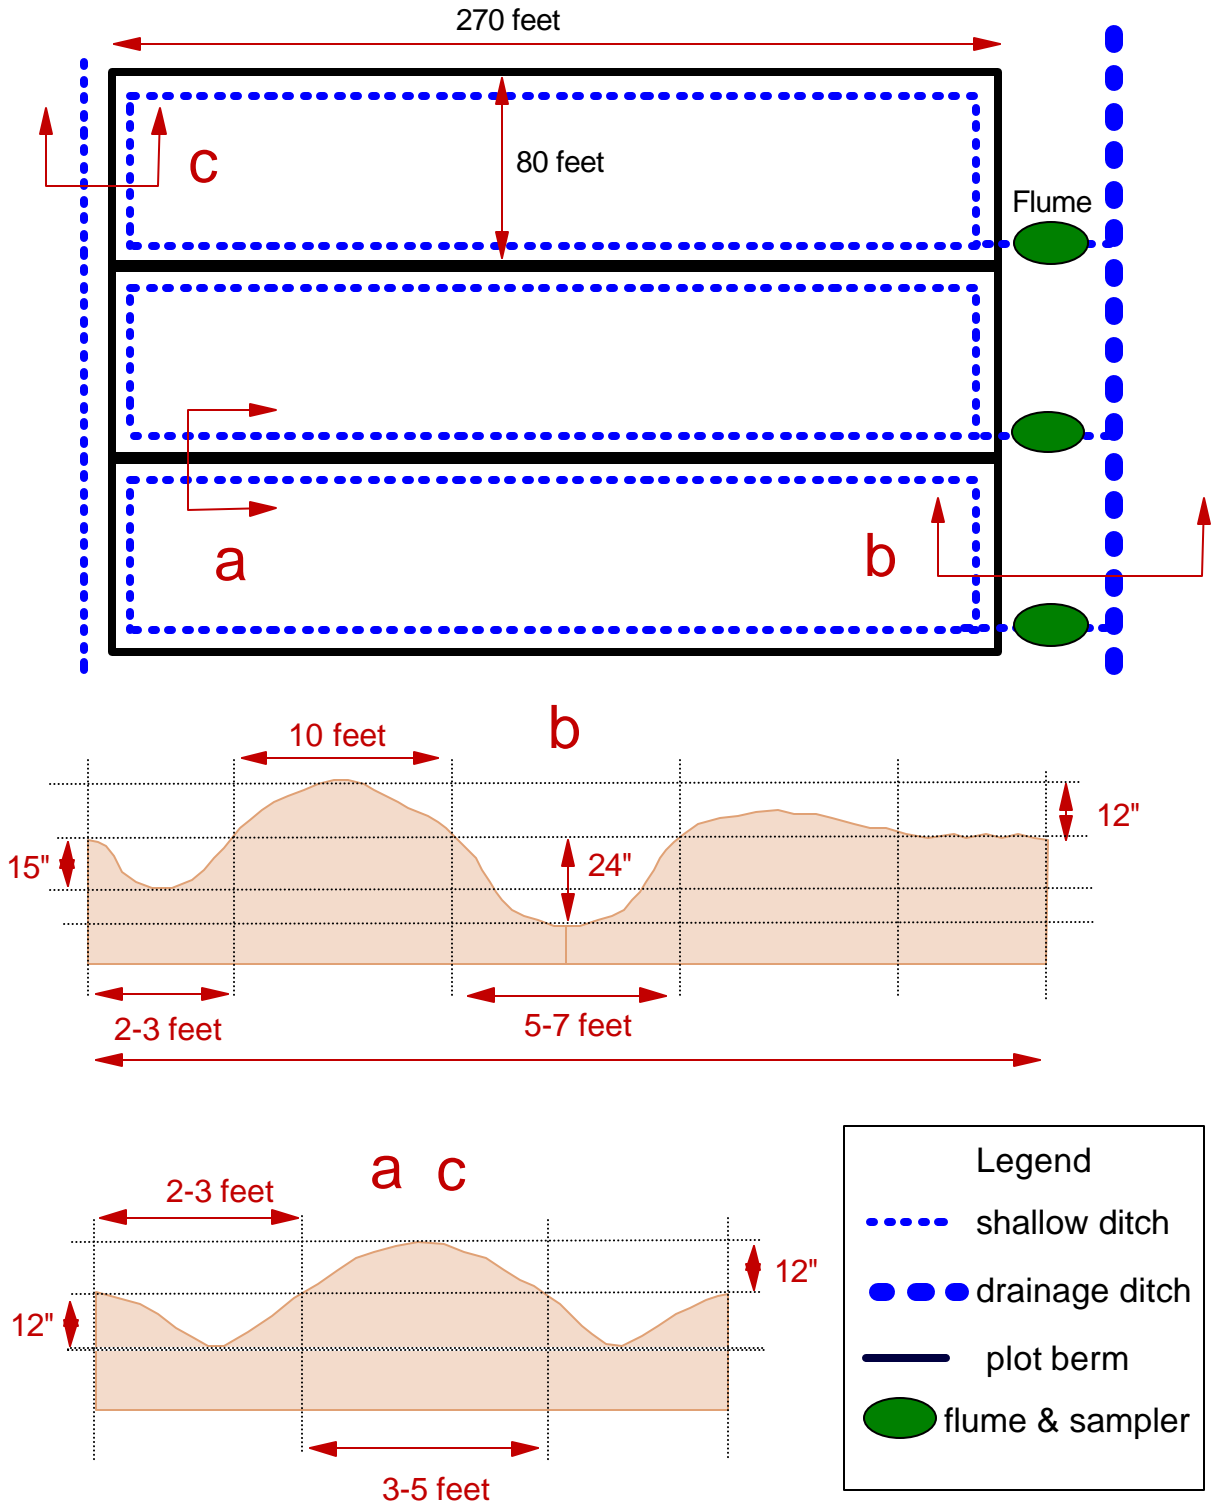 270 feet
80 feet
c
Flume
a
b
b
10 feet
12"
15"
24"
2-3 feet
5-7 feet
a c
2-3 feet
12"
12"
3-5 feet
Legend
shallow ditch
drainage ditch
plot berm
flume & sampler